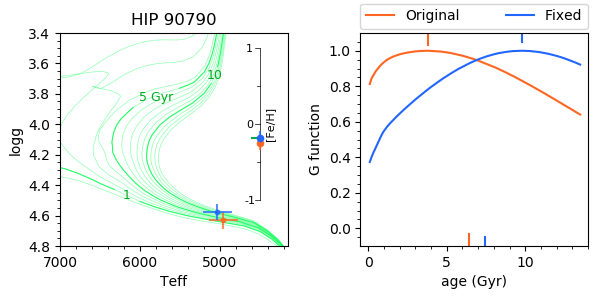 HIP 90790
3.4
3.6
3.8
4.0
4.2
4.4
4.6
4.8
logg
7000 6000 5000
Teff
5 Gyr
10
1
1
0
-1
[Fe/H]
Original Fixed
1.0
0.8
0.6
0.4
0.2
0.0
G function
0 5 10
age (Gyr)